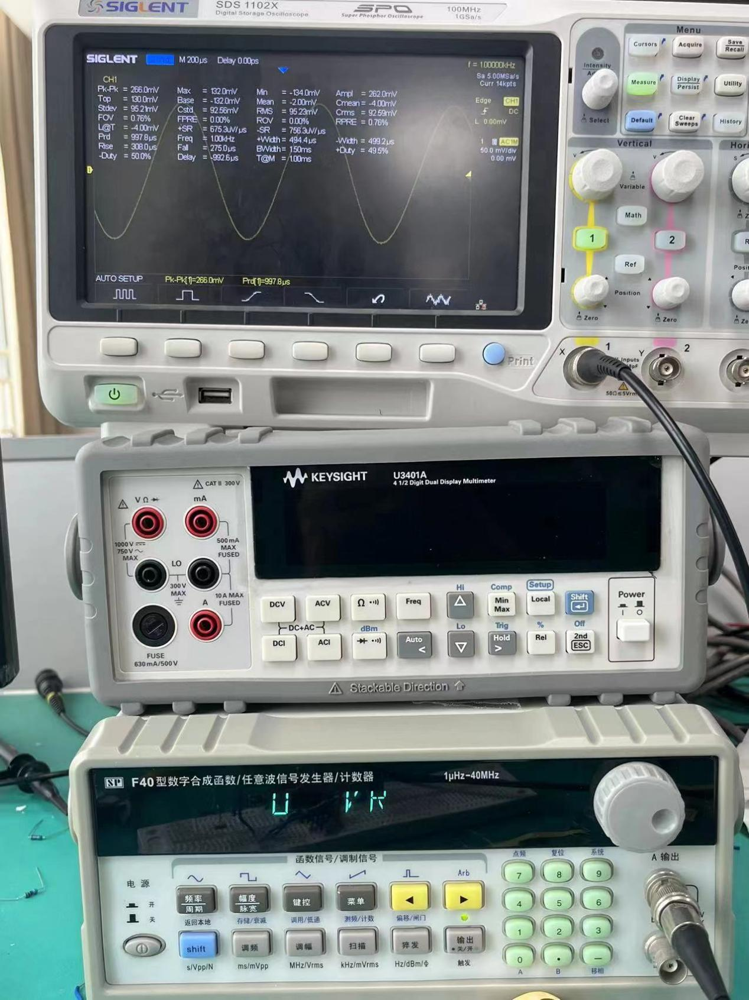 SIGLENT SDS 1102X SPO 100MHz
Digital Storage Oscilloscope Super Phosphor Oscilloscope 1GSa/s
SIGLENT M 200μs Delay 0.00ps
Sa 5.00MSa/s
Curr 14kpts
CH1
Pk-Pk = 266.0mV Max = 132.0mV Min = -134.0mV Ampl = 262.0mV
Top = 130.0mV Base = -132.0mV Mean = -2.00mV Cmean = -4.00mV
Stdev = 95.21mV Cstd = 92.56mV RMS = 95.23mV Crms = 92.59mV
FOV = 0.76% FPRE = 0.00% ROV = 0.00% RPRE = 0.76%
L@T = -4.00mV +SR = 675.3uV/μs -SR = 756.3uV/μs
Prd = 997.8μs Freq = 1.00kHz +Width = 494.4μs -Width = 499.2μs
Rise = 308.0μs Fall = 275.0μs BWidth = 1.50ms +Duty = 49.5%
-Duty = 50.0% Delay = -992.6μs T@M = 1.00ms
Edge CH1
DC
L 0.00mV
1 AC1M
50.0 mV/div
0.00 mV
AUTO SETUP Pk-Pk[1]=266.0mV Prd[1]=997.8μs
Print
Menu
Cursors Acquire Save Recall
Intensity
Measure Display Persist Utility
Select Default Clear Sweeps History
Vertical
Variable
Math
1 2
Ref
Position
Zero Zero
X 1 Y 2
50Ω≤5Vrm
KEYSIGHT U3401A
4 1/2 Digit Dual Display Multimeter
CAT II 300V
V Ω mA
1000V
750V
MAX
500mA
MAX
FUSED
LO
300V
MAX
10A MAX
FUSED
A
FUSE
630mA/500V
Hi Comp Setup
DCV ACV Ω Freq Min Max Local Shift
DC+AC dBm Lo Trig % Off
DCI ACI Auto Hold Rel 2nd ESC
Power
I O
Stackable Direction
SP F40型数字合成函数/任意波信号发生器/计数器 1μHz-40MHz
函数信号/调制信号
Arb
点频 复位 系统
A 输出
电 源
开
关
频率 周期 幅度 脉宽 键控 菜单
返回本地 存储/衰减 调用/低通 测频/计数 偏移/闸门
shift 调频 调幅 扫描 猝发 输出 关/开
s/Vpp/N ms/mVpp MHz/Vrms kHz/mVrms Hz/dBm/Φ 触发
7 8 9
4 5 6
1 2 3
0 • −
A B 移相